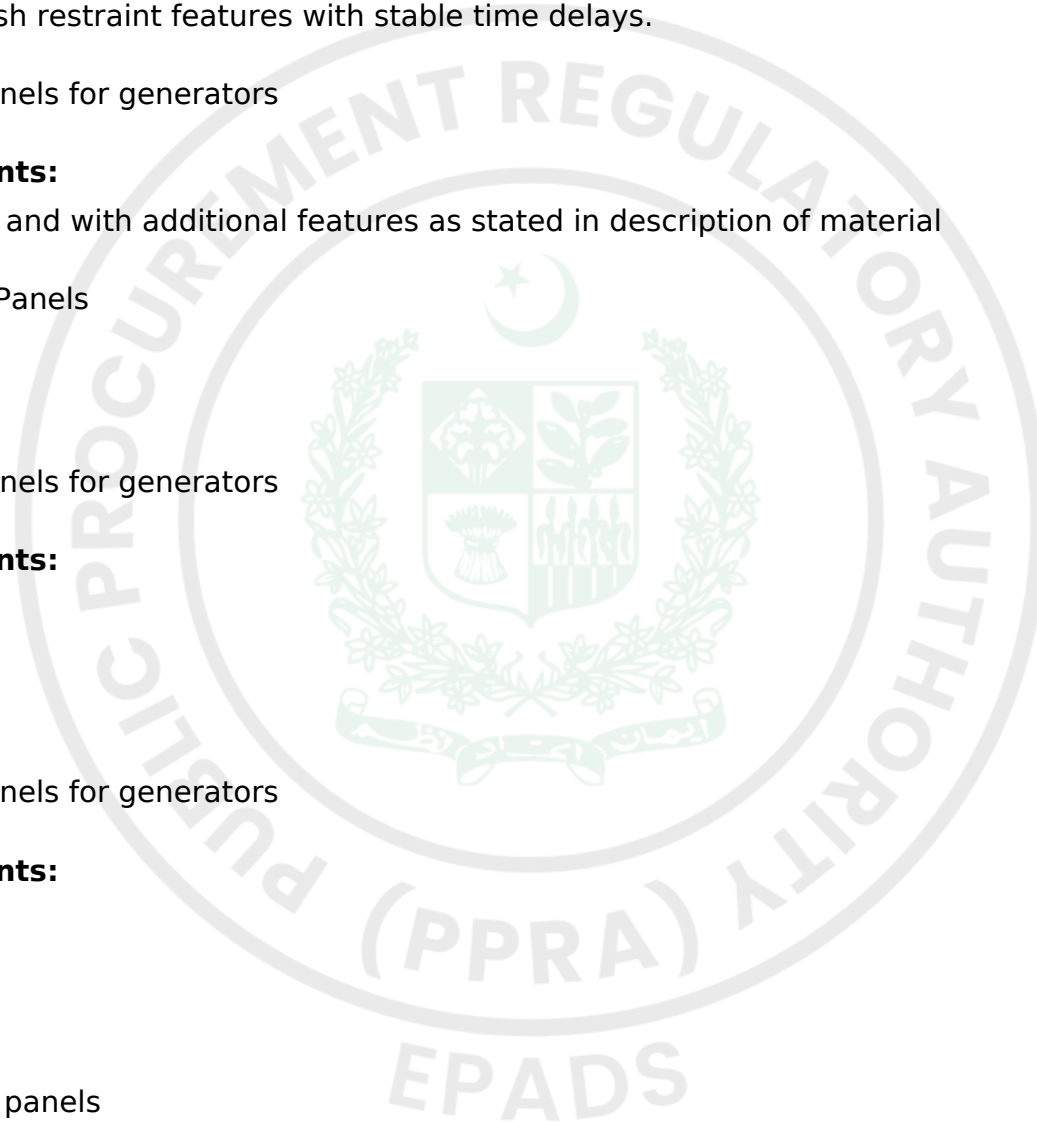 sh restraint features with stable time delays.
nels for generators
nts:
and with additional features as stated in description of material
Panels
nels for generators
nts:
nels for generators
nts:
panels
PUBLIC PROCUREMENT REGULATORY AUTHORITY
(PPRA)
EPADS